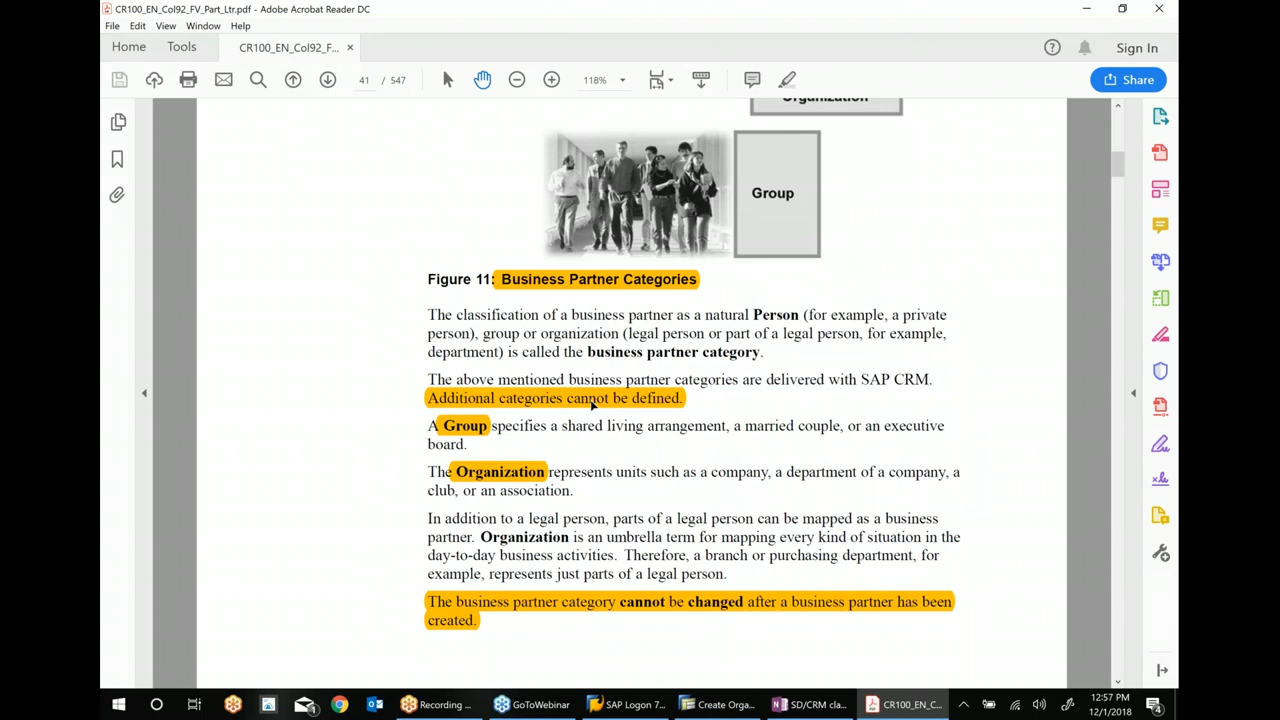 CR100_EN_Col92_FV_Part_Ltr.pdf - Adobe Acrobat Reader DC
File Edit View Window Help
Home Tools CR100_EN_Col92_F... ×
Sign In
41 / 547
118%
Share
Organization
Group
Figure 11: Business Partner Categories
The classification of a business partner as a natural Person (for example, a private
person), group or organization (legal person or part of a legal person, for example,
department) is called the business partner category.
The above mentioned business partner categories are delivered with SAP CRM.
Additional categories cannot be defined.
A Group specifies a shared living arrangement, a married couple, or an executive
board.
The Organization represents units such as a company, a department of a company, a
club, or an association.
In addition to a legal person, parts of a legal person can be mapped as a business
partner. Organization is an umbrella term for mapping every kind of situation in the
day-to-day business activities. Therefore, a branch or purchasing department, for
example, represents just parts of a legal person.
The business partner category cannot be changed after a business partner has been
created.
Recording ... GoToWebinar SAP Logon 7... Create Orga... SD/CRM cla... CR100_EN_C...
12:57 PM
12/1/2018
4